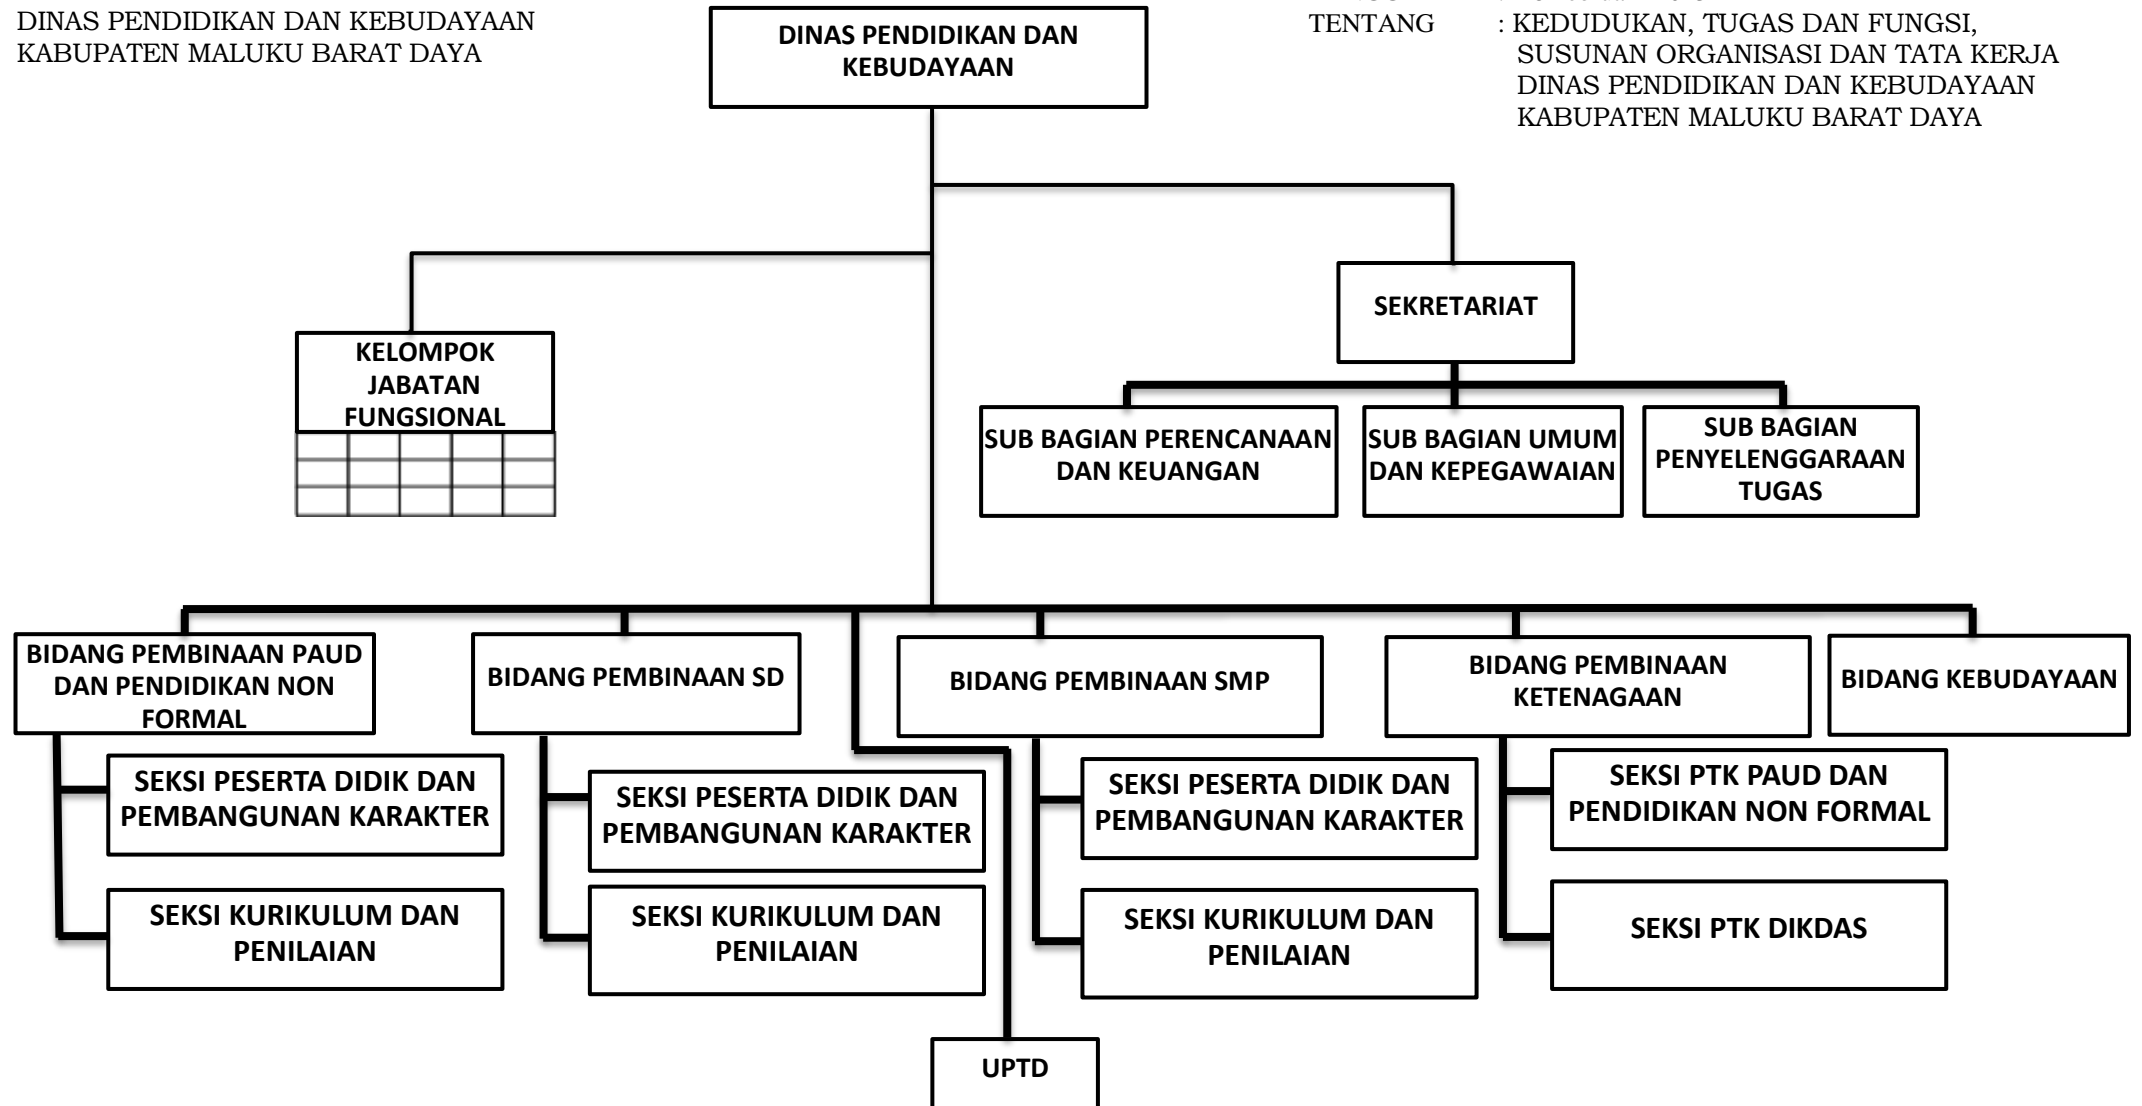 DINAS PENDIDIKAN DAN KEBUDAYAAN
KABUPATEN MALUKU BARAT DAYA
DINAS PENDIDIKAN DAN
KEBUDAYAAN
TENTANG : KEDUDUKAN, TUGAS DAN FUNGSI,
SUSUNAN ORGANISASI DAN TATA KERJA
DINAS PENDIDIKAN DAN KEBUDAYAAN
KABUPATEN MALUKU BARAT DAYA
SEKRETARIAT
KELOMPOK
JABATAN
FUNGSIONAL
SUB BAGIAN PERENCANAAN
DAN KEUANGAN
SUB BAGIAN UMUM
DAN KEPEGAWAIAN
SUB BAGIAN
PENYELENGGARAAN
TUGAS
BIDANG PEMBINAAN PAUD
DAN PENDIDIKAN NON
FORMAL
BIDANG PEMBINAAN SD
BIDANG PEMBINAAN SMP
BIDANG PEMBINAAN
KETENAGAAN
BIDANG KEBUDAYAAN
SEKSI PESERTA DIDIK DAN
PEMBANGUNAN KARAKTER
SEKSI PESERTA DIDIK DAN
PEMBANGUNAN KARAKTER
SEKSI PESERTA DIDIK DAN
PEMBANGUNAN KARAKTER
SEKSI PTK PAUD DAN
PENDIDIKAN NON FORMAL
SEKSI KURIKULUM DAN
PENILAIAN
SEKSI KURIKULUM DAN
PENILAIAN
SEKSI KURIKULUM DAN
PENILAIAN
SEKSI PTK DIKDAS
UPTD